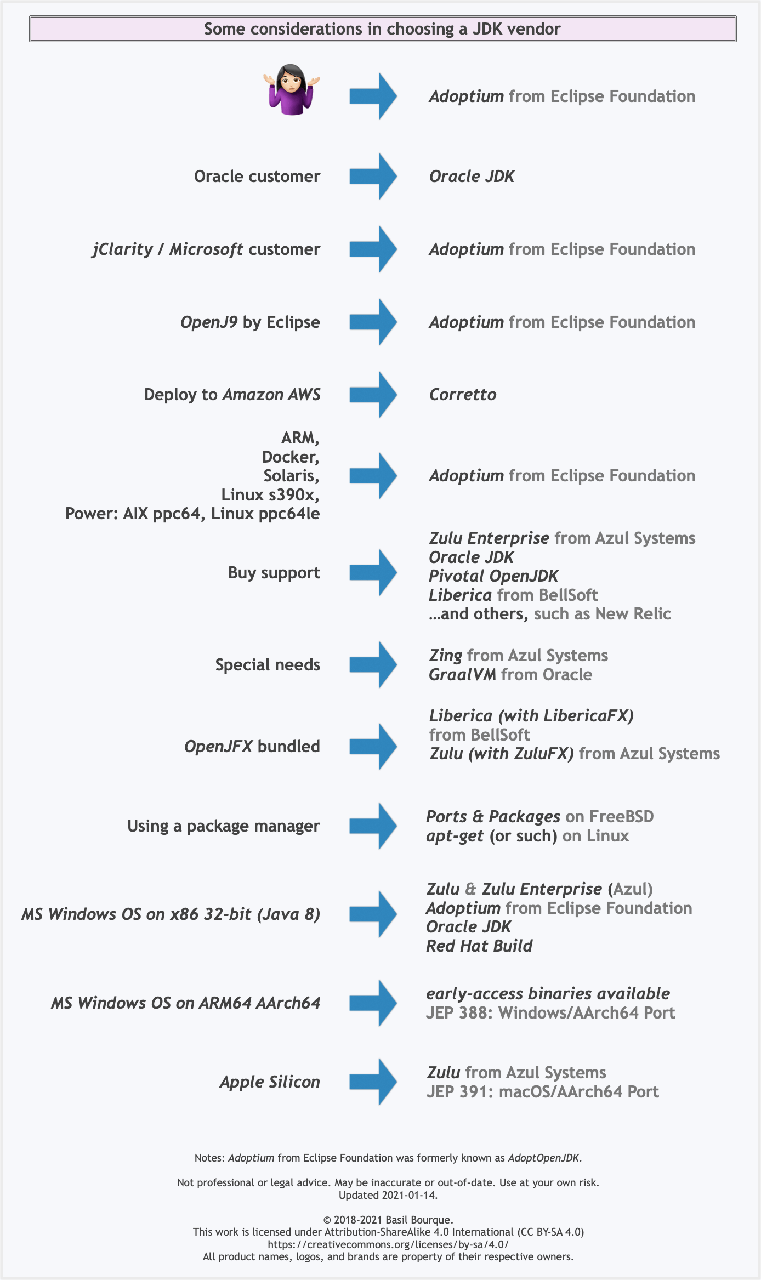 Some considerations in choosing a JDK vendor
Adoptium from Eclipse Foundation
Oracle customer
Oracle JDK
jClarity / Microsoft customer
Adoptium from Eclipse Foundation
OpenJ9 by Eclipse
Adoptium from Eclipse Foundation
Deploy to Amazon AWS
Corretto
ARM,
Docker,
Solaris,
Linux s390x,
Power: AIX ppc64, Linux ppc64le
Adoptium from Eclipse Foundation
Buy support
Zulu Enterprise from Azul Systems
Oracle JDK
Pivotal OpenJDK
Liberica from BellSoft
…and others, such as New Relic
Special needs
Zing from Azul Systems
GraalVM from Oracle
OpenJFX bundled
Liberica (with LibericaFX)
from BellSoft
Zulu (with ZuluFX) from Azul Systems
Using a package manager
Ports & Packages on FreeBSD
apt-get (or such) on Linux
MS Windows OS on x86 32-bit (Java 8)
Zulu & Zulu Enterprise (Azul)
Adoptium from Eclipse Foundation
Oracle JDK
Red Hat Build
MS Windows OS on ARM64 AArch64
early-access binaries available
JEP 388: Windows/AArch64 Port
Apple Silicon
Zulu from Azul Systems
JEP 391: macOS/AArch64 Port
Notes: Adoptium from Eclipse Foundation was formerly known as AdoptOpenJDK.
Not professional or legal advice. May be inaccurate or out-of-date. Use at your own risk.
Updated 2021-01-14.
© 2018-2021 Basil Bourque.
This work is licensed under Attribution-ShareAlike 4.0 International (CC BY-SA 4.0)
https://creativecommons.org/licenses/by-sa/4.0/
All product names, logos, and brands are property of their respective owners.